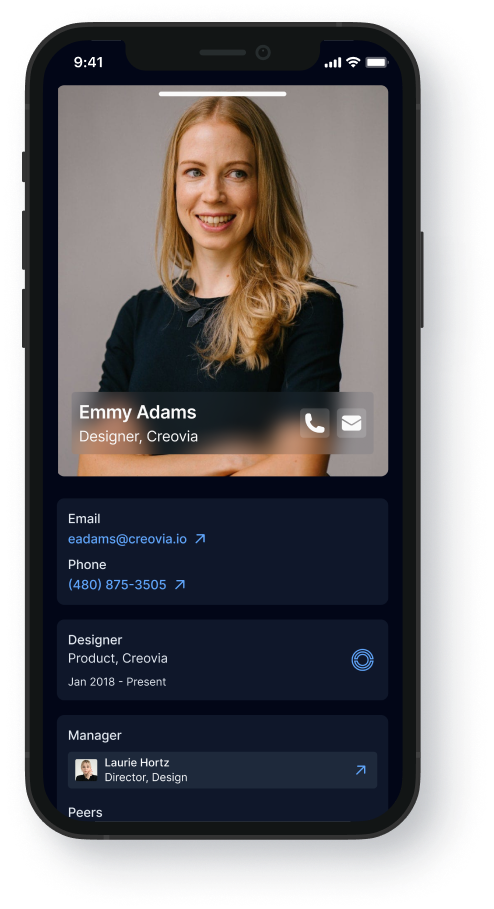 9:41
Emmy Adams
Designer, Creovia
Email
eadams@creovia.io
Phone
(480) 875-3505
Designer
Product, Creovia
Jan 2018 - Present
Manager
Laurie Hortz
Director, Design
Peers